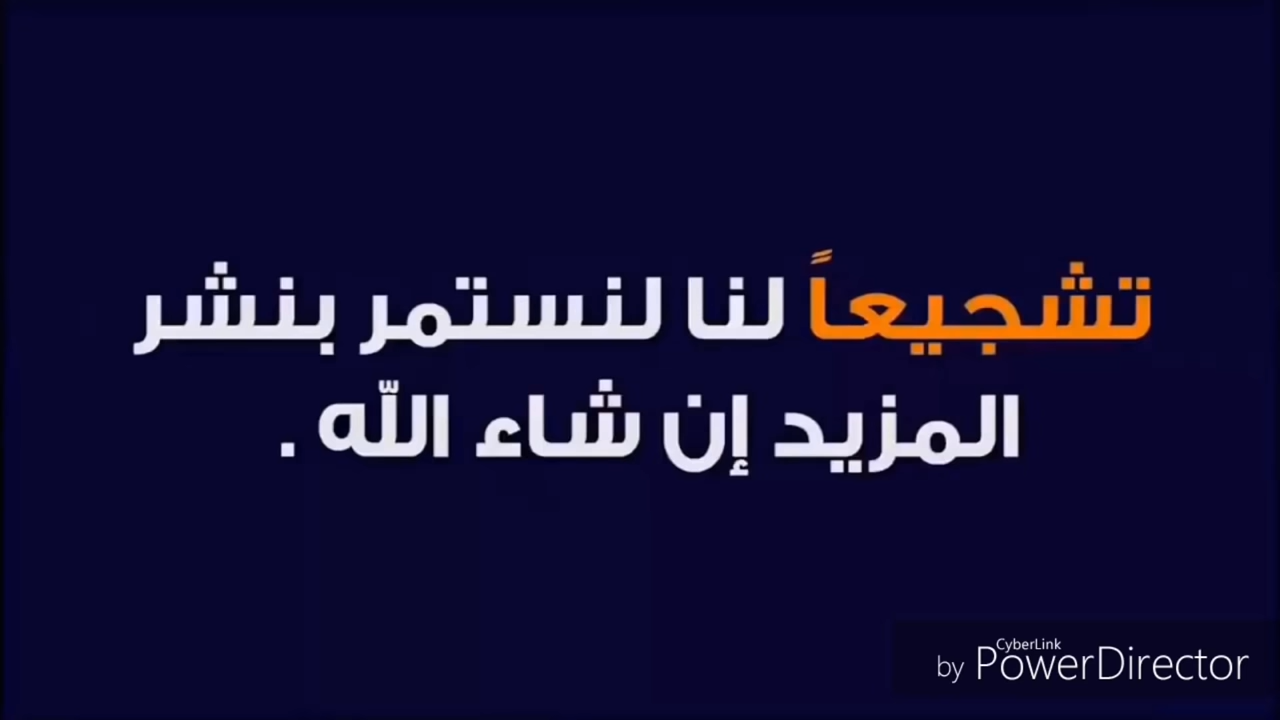 تشجيعاً لنا لنستمر بنشر
المزيد إن شاء اللّه .
CyberLink
by PowerDirector